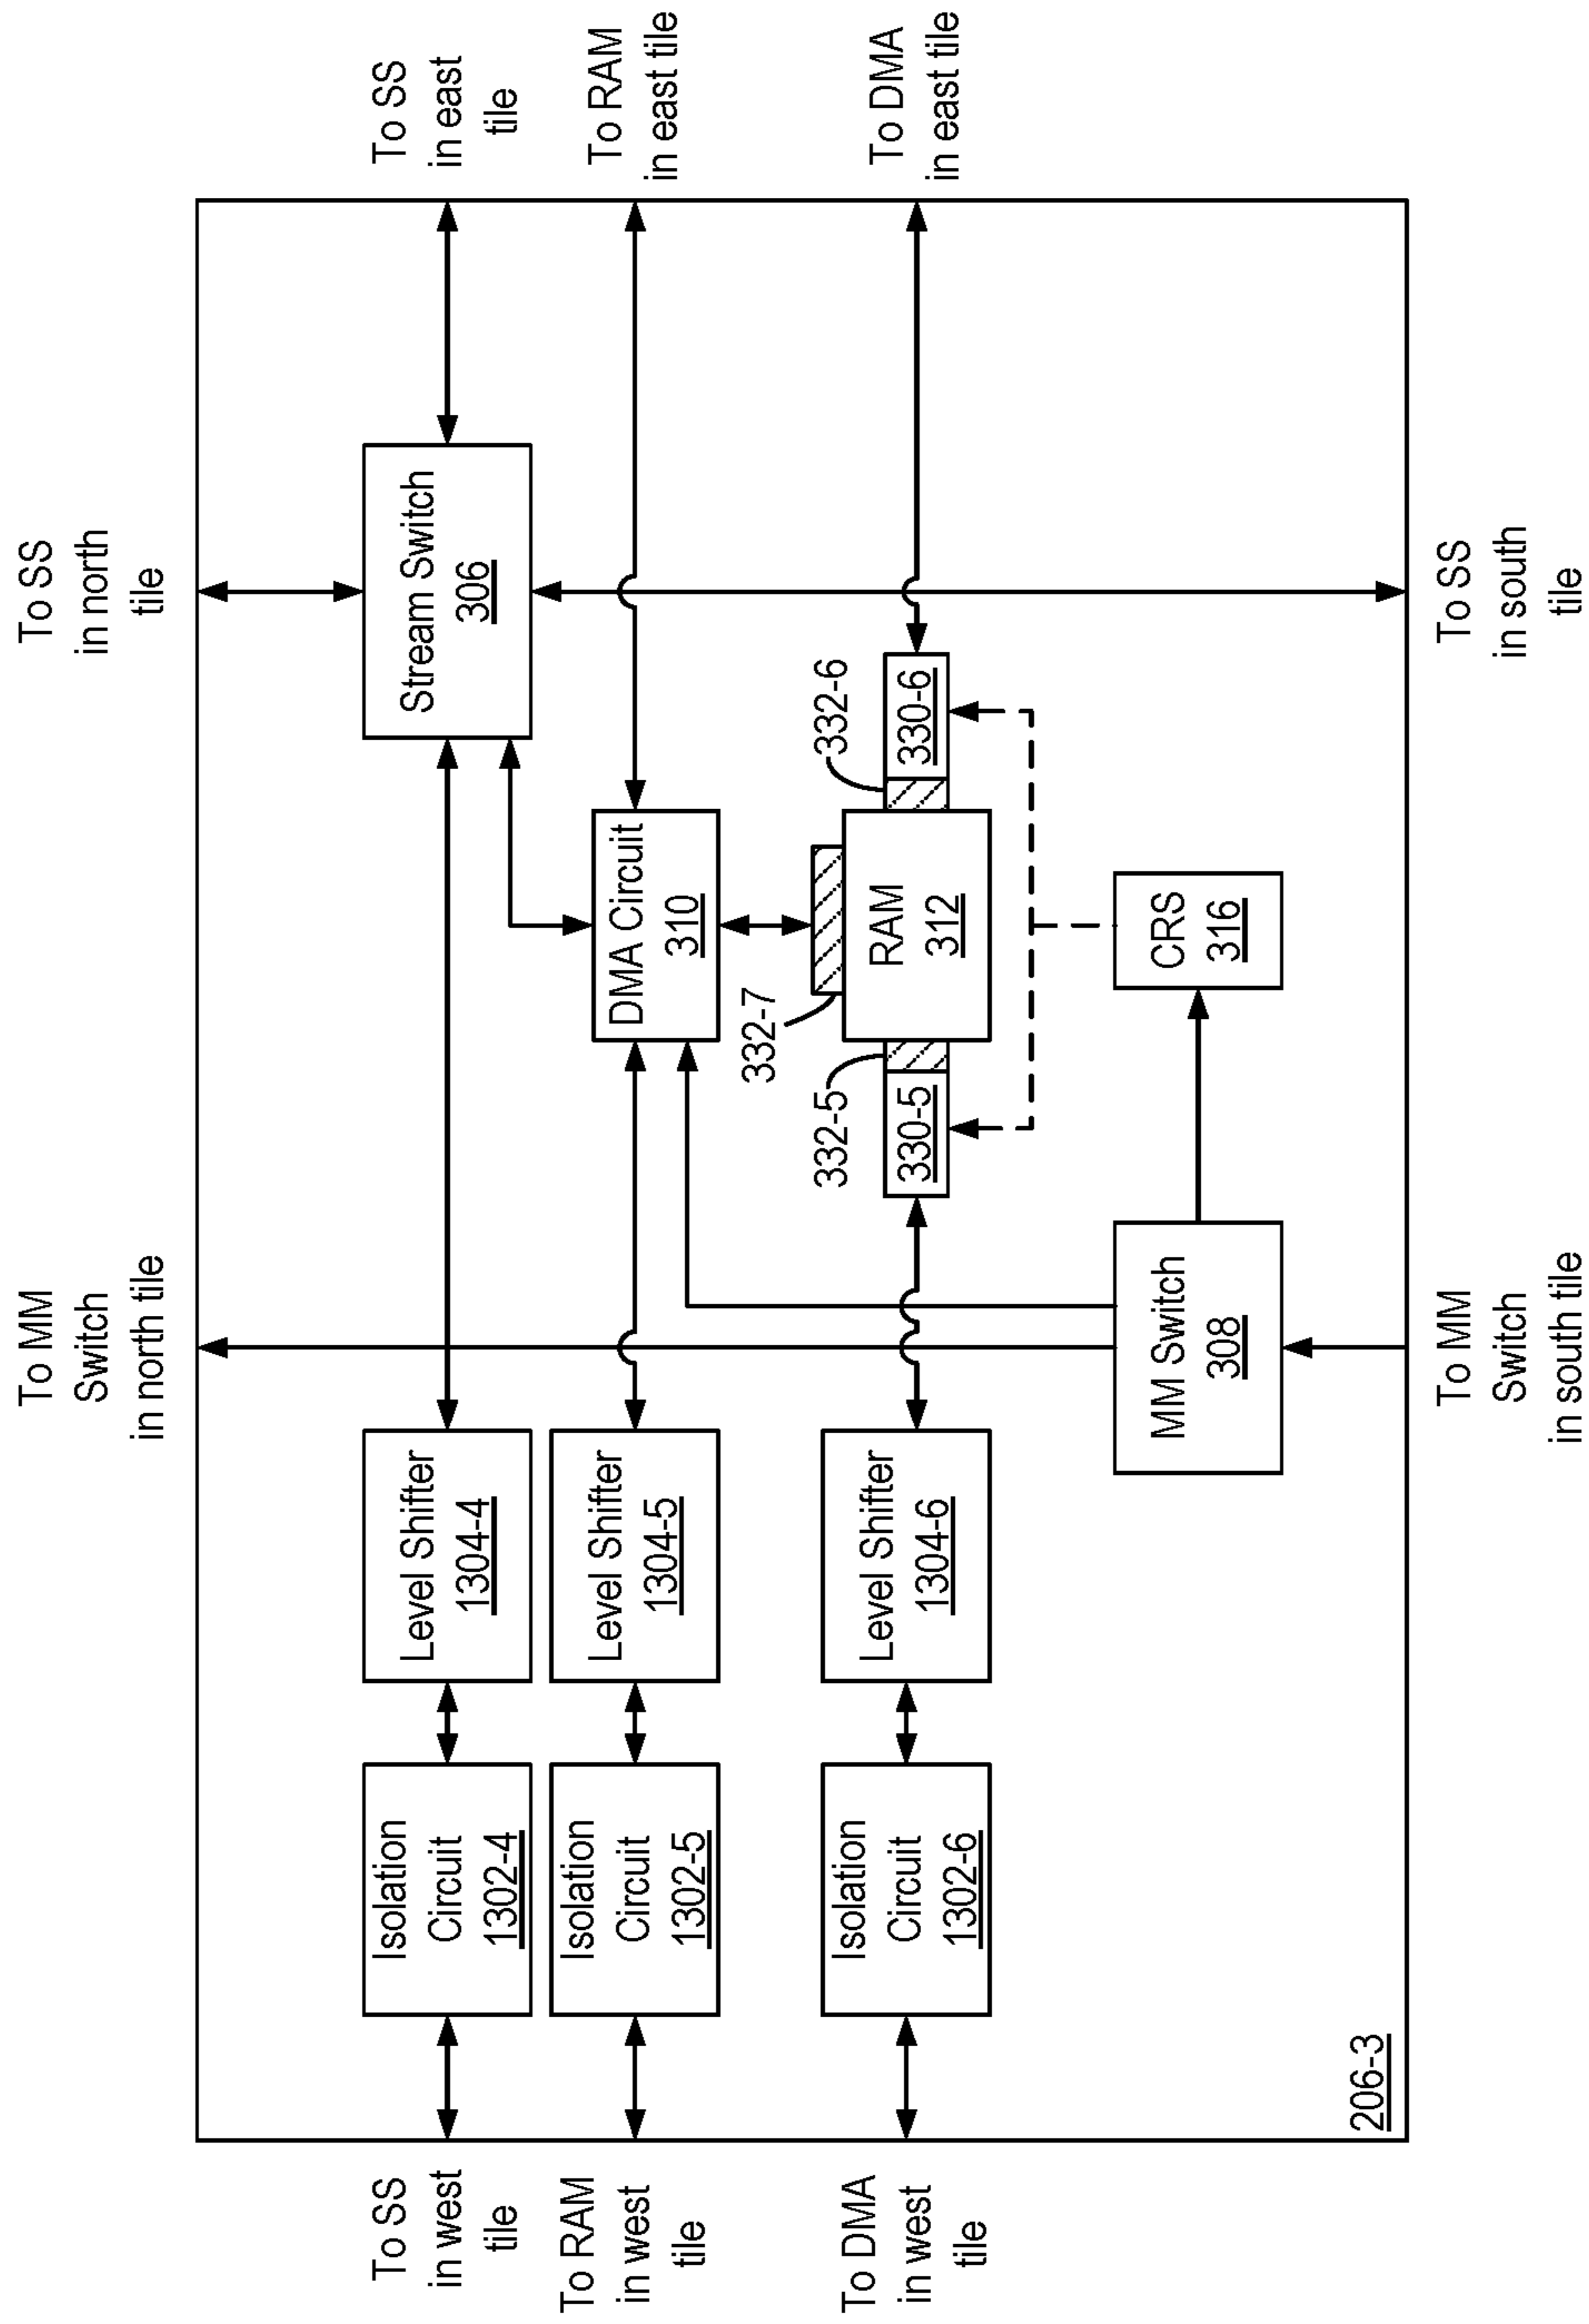 To MM
Switch
in north tile
To SS
in north
tile
To SS
in west
tile
Isolation
Circuit
1302-4
Level Shifter
1304-4
Stream Switch
306
To SS
in east
tile
To RAM
in west
tile
Isolation
Circuit
1302-5
Level Shifter
1304-5
DMA Circuit
310
To RAM
in east tile
332-7
332-5
332-6
To DMA
in west
tile
Isolation
Circuit
1302-6
Level Shifter
1304-6
330-5
RAM
312
330-6
To DMA
in east tile
MM Switch
308
CRS
316
206-3
To MM
Switch
in south tile
To SS
in south
tile